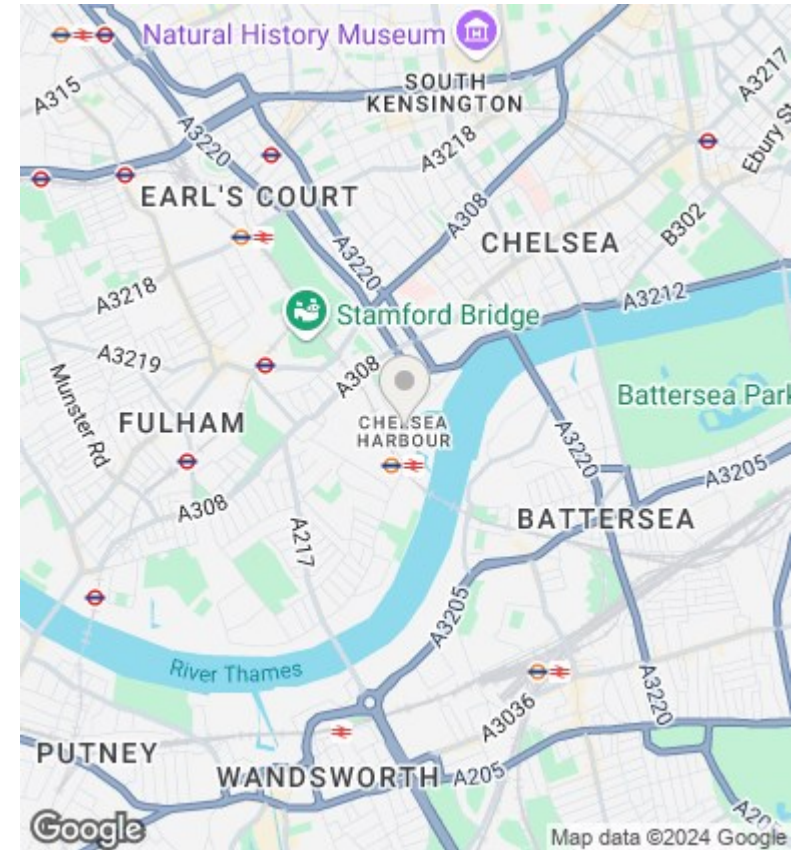 Natural History Museum
SOUTH
KENSINGTON
A315
A3220
A3218
A3217
Ebury St
EARL'S COURT
A308
A3220
CHELSEA
B302
A3218
A3212
Stamford Bridge
A3219
A308
Munster Rd
Battersea Park
FULHAM
CHELSEA
HARBOUR
A3220
A3205
A308
A217
BATTERSEA
A3205
River Thames
A3220
A3036
PUTNEY
WANDSWORTH
A205
Google
Map data ©2024 Google